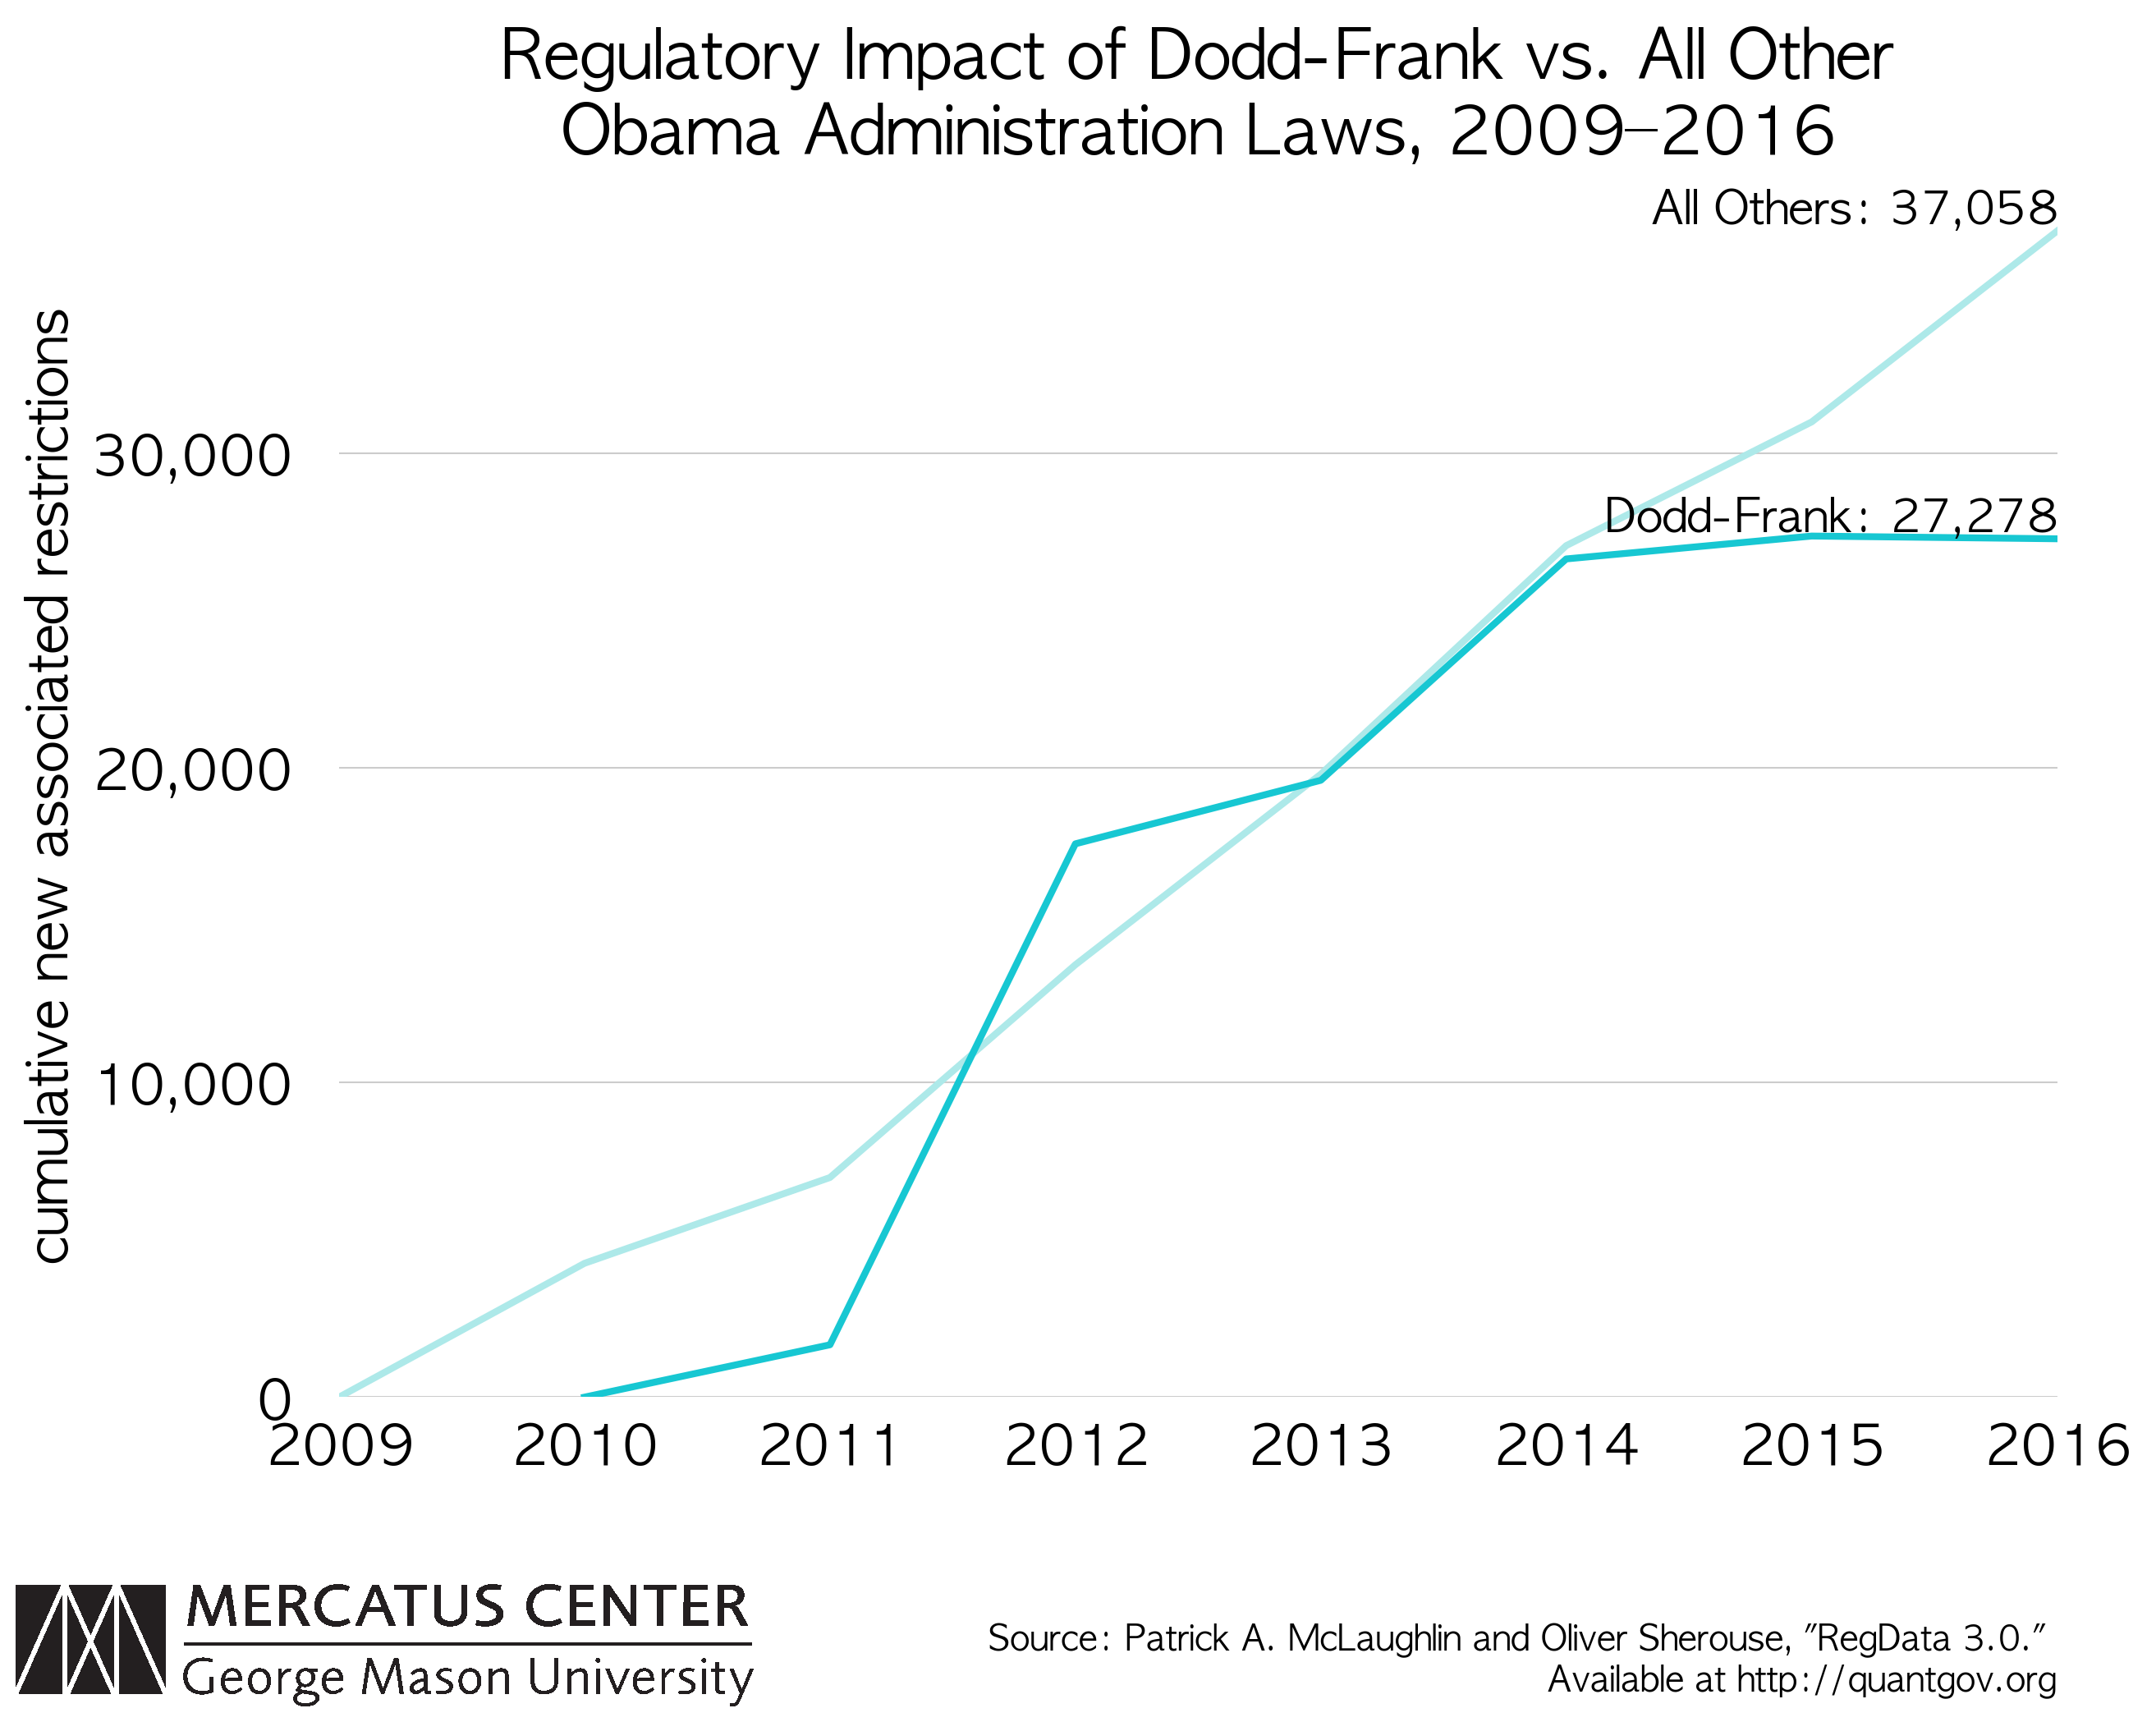 Regulatory Impact of Dodd-Frank vs. All Other
Obama Administration Laws, 2009–2016
All Others: 37,058
cumulative new associated restrictions
30,000
Dodd-Frank: 27,278
20,000
10,000
0
2009 2010 2011 2012 2013 2014 2015 2016
MERCATUS CENTER
George Mason University
Source: Patrick A. McLaughlin and Oliver Sherouse, "RegData 3.0."
Available at http://quantgov.org